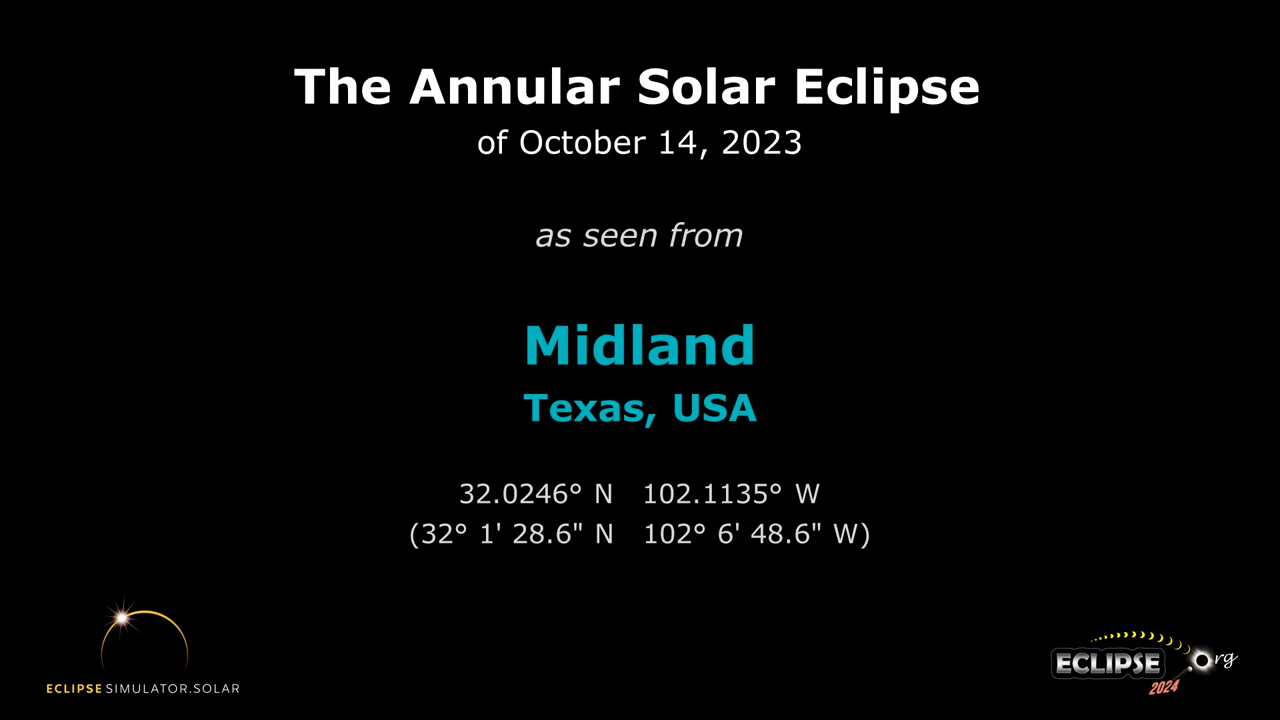 The Annular Solar Eclipse
of October 14, 2023
as seen from
Midland
Texas, USA
32.0246° N 102.1135° W
(32° 1' 28.6" N 102° 6' 48.6" W)
ECLIPSESIMULATOR.SOLAR
ECLIPSE.Org
2024